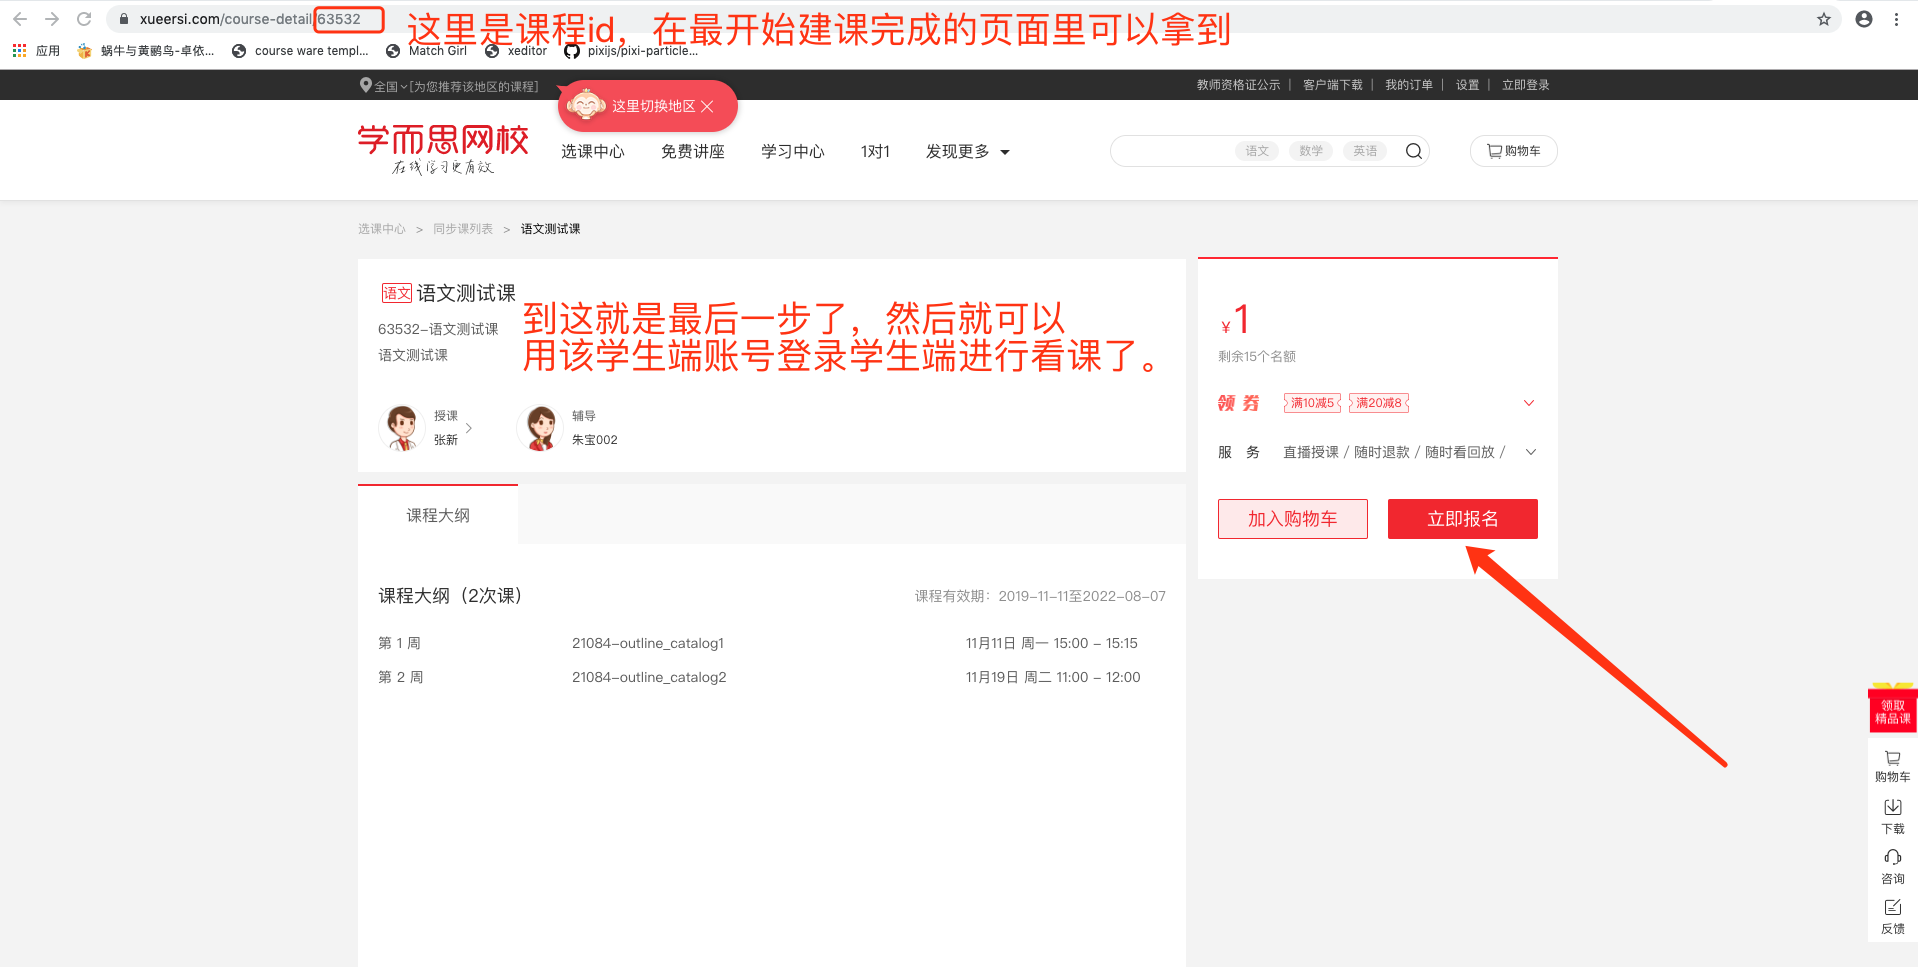 xueersi.com/course-detail/63532
这里是课程id，在最开始建课完成的页面里可以拿到
应用 蜗牛与黄鹂鸟-卓依... course ware templ... Match Girl xeditor pixijs/pixi-particle...
全国 [为您推荐该地区的课程]
教师资格证公示 | 客户端下载 | 我的订单 | 设置 | 立即登录
这里切换地区
学而思网校
在线学习更有效
选课中心 免费讲座 学习中心 1对1 发现更多
语文 数学 英语
购物车
选课中心 > 同步课列表 > 语文测试课
语文 语文测试课
63532-语文测试课
语文测试课
到这就是最后一步了，然后就可以
用该学生端账号登录学生端进行看课了。
授课
张新
辅导
朱宝002
¥1
剩余15个名额
领券 满10减5 满20减8
服 务 直播授课 / 随时退款 / 随时看回放 /
加入购物车 立即报名
课程大纲
课程大纲（2次课） 课程有效期：2019-11-11至2022-08-07
第 1 周 21084-outline_catalog1 11月11日 周一 15:00 - 15:15
第 2 周 21084-outline_catalog2 11月19日 周二 11:00 - 12:00
领取
精品课
购物车
下载
咨询
反馈